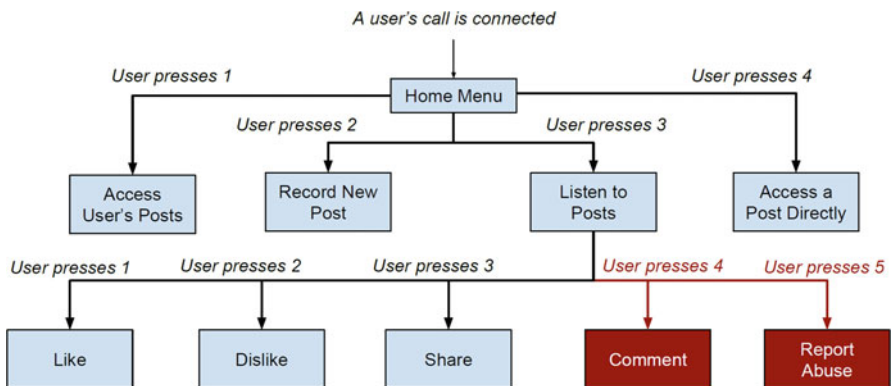 A user's call is connected
User presses 1
User presses 4
Home Menu
User presses 2
User presses 3
Access
User's Posts
Record New
Post
Listen to
Posts
Access a
Post Directly
User presses 1
User presses 2
User presses 3
User presses 4
User presses 5
Like
Dislike
Share
Comment
Report
Abuse